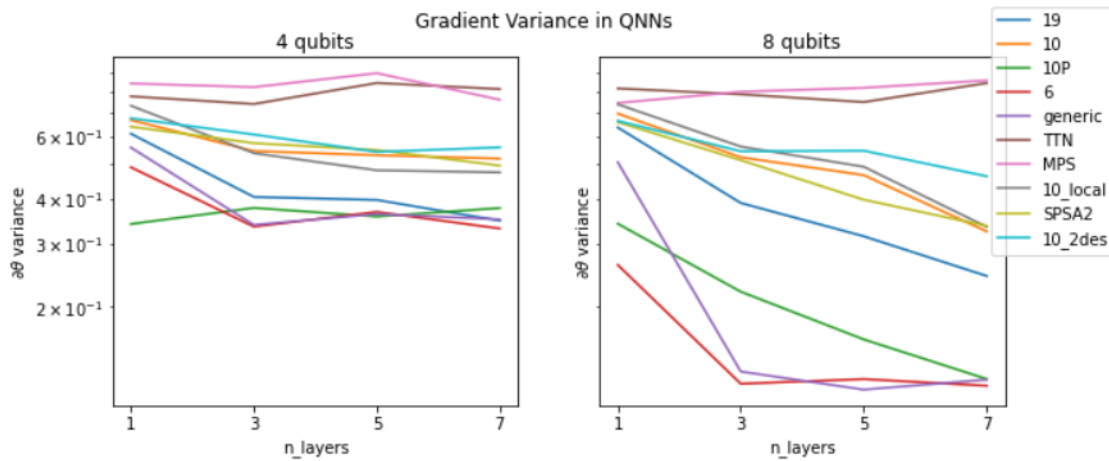 Gradient Variance in QNNs
4 qubits
6 × 10⁻¹
4 × 10⁻¹
3 × 10⁻¹
2 × 10⁻¹
∂θ variance
1 3 5 7
n_layers
8 qubits
∂θ variance
1 3 5 7
n_layers
19
10
10P
6
generic
TTN
MPS
10_local
SPSA2
10_2des